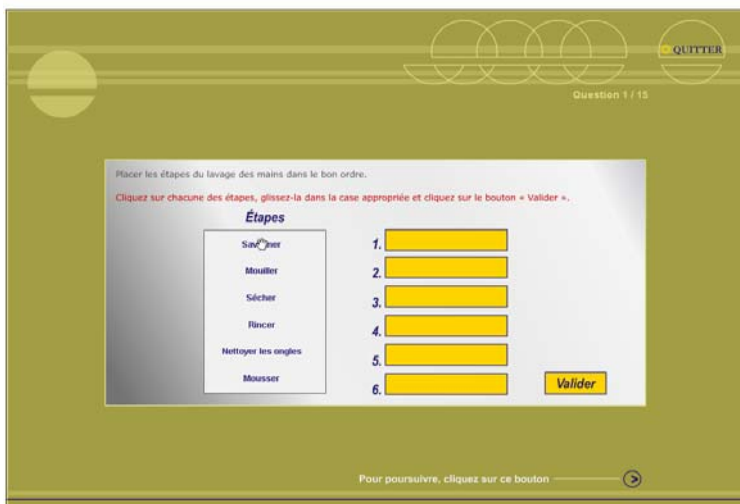 QUITTER
Question 1 / 15
Placer les étapes du lavage des mains dans le bon ordre.
Cliquez sur chacune des étapes, glissez-la dans la case appropriée et cliquez sur le bouton « Valider ».
Étapes
Mouiller
Sécher
Rincer
Nettoyer les ongles
Mousser
1.
2.
3.
4.
5.
6.
Valider
Pour poursuivre, cliquez sur ce bouton